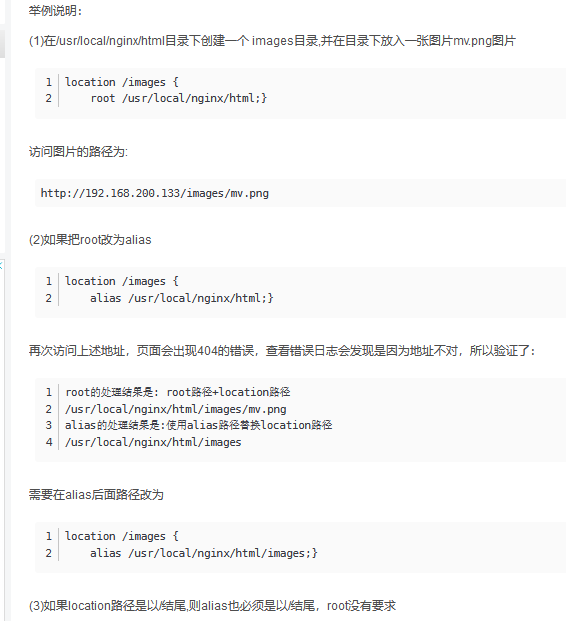 举例说明：
(1)在/usr/local/nginx/html目录下创建一个 images目录,并在目录下放入一张图片mv.png图片
1 location /images {
2     root /usr/local/nginx/html;}
访问图片的路径为:
http://192.168.200.133/images/mv.png
(2)如果把root改为alias
1 location /images {
2     alias /usr/local/nginx/html;}
再次访问上述地址，页面会出现404的错误，查看错误日志会发现是因为地址不对，所以验证了：
1 root的处理结果是: root路径+location路径
2 /usr/local/nginx/html/images/mv.png
3 alias的处理结果是:使用alias路径替换location路径
4 /usr/local/nginx/html/images
需要在alias后面路径改为
1 location /images {
2     alias /usr/local/nginx/html/images;}
(3)如果location路径是以/结尾,则alias也必须是以/结尾，root没有要求